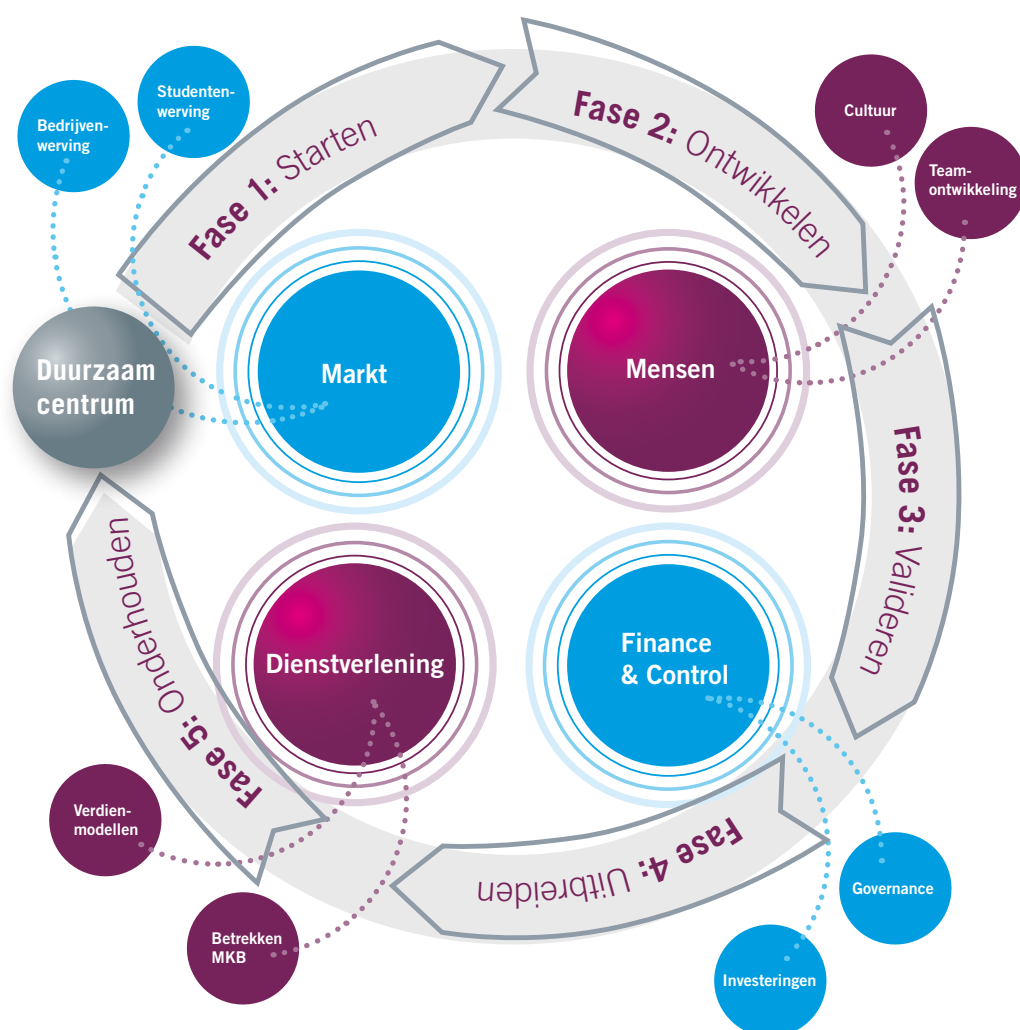 Studenten-
werving
Bedrijven-
werving
Cultuur
Team-
ontwikkeling
Fase 1: Starten
Fase 2: Ontwikkelen
Duurzaam
centrum
Markt
Mensen
Fase 3: Valideren
Dienstverlening
Finance
& Control
Fase 5: Onderhouden
Fase 4: Uitbreiden
Verdien-
modellen
Governance
Betrekken
MKB
Investeringen